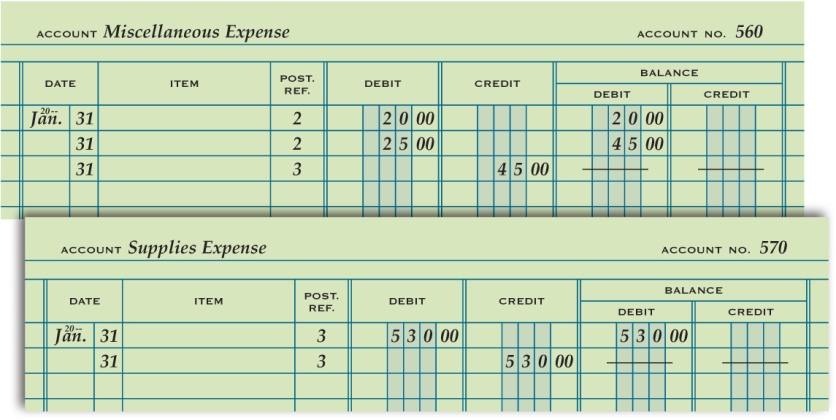 ACCOUNT Miscellaneous Expense ACCOUNT NO. 560
DATE ITEM POST. REF. DEBIT CREDIT BALANCE
DEBIT CREDIT
20--
Jan. 31 2 20 00 20 00
31 2 25 00 45 00
31 3 45 00 —— ——
ACCOUNT Supplies Expense ACCOUNT NO. 570
DATE ITEM POST. REF. DEBIT CREDIT BALANCE
DEBIT CREDIT
20--
Jan. 31 3 530 00 530 00
31 3 530 00 —— ——